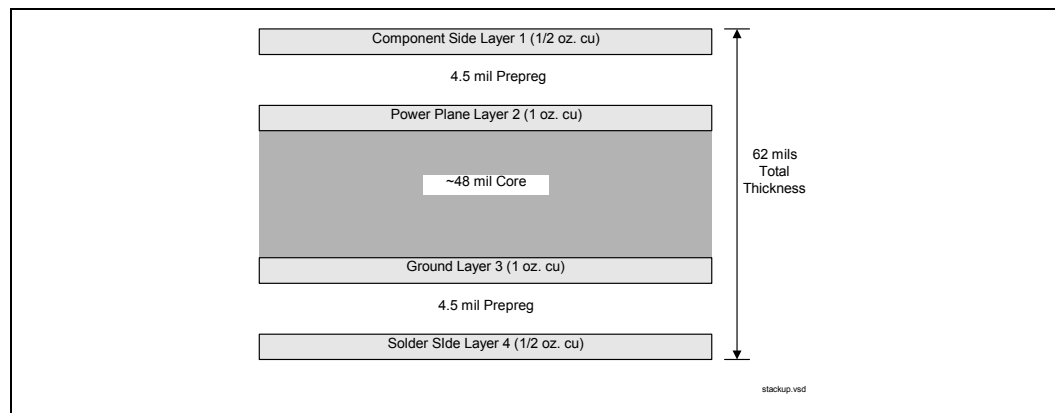 Component Side Layer 1 (1/2 oz. cu)
4.5 mil Prepreg
Power Plane Layer 2 (1 oz. cu)
~48 mil Core
62 mils
Total
Thickness
Ground Layer 3 (1 oz. cu)
4.5 mil Prepreg
Solder SIde Layer 4 (1/2 oz. cu)
stackup.vsd